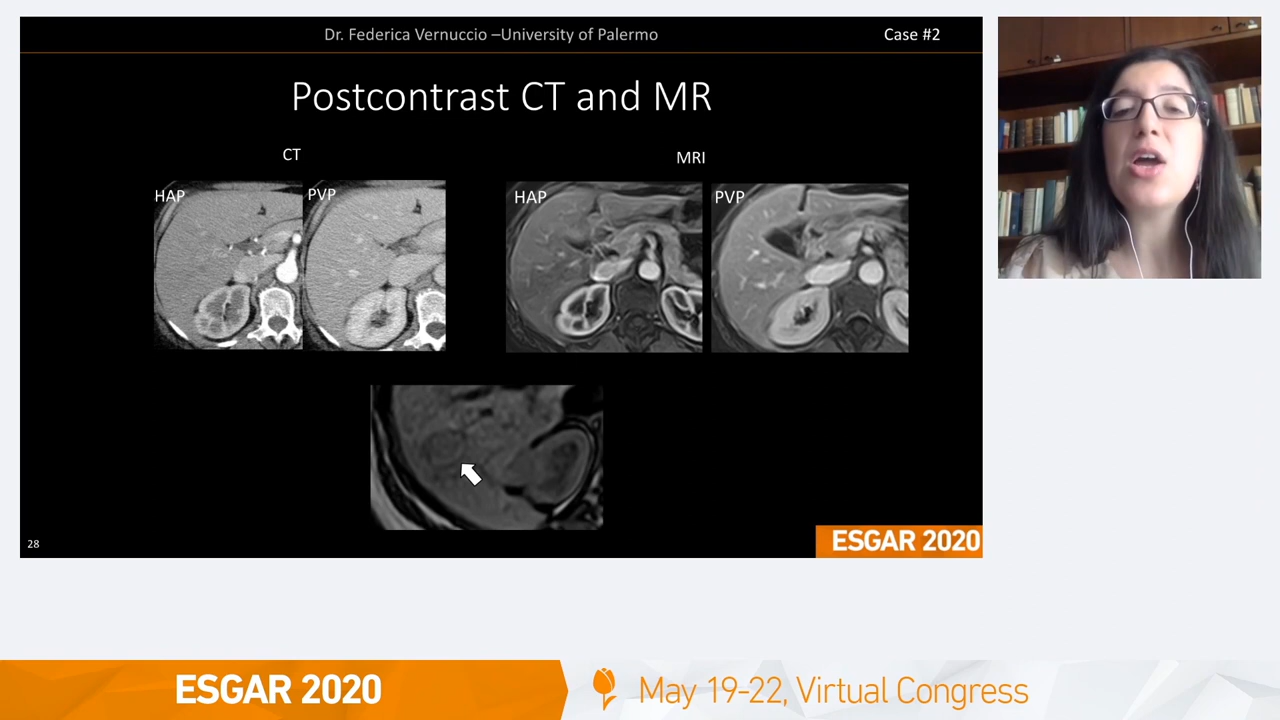 Dr. Federica Vernuccio –University of Palermo
Case #2
Postcontrast CT and MR
CT
MRI
HAP
PVP
HAP
PVP
28
ESGAR 2020
ESGAR 2020
May 19-22, Virtual Congress